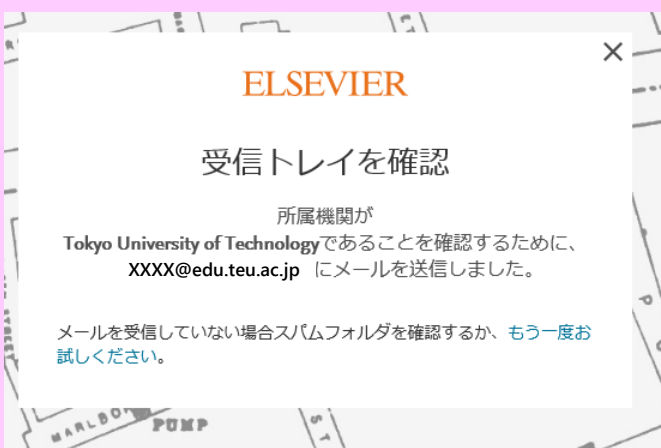 ELSEVIER
受信トレイを確認
所属機関が
Tokyo University of Technologyであることを確認するために、
XXXX@edu.teu.ac.jp にメールを送信しました。
メールを受信していない場合スパムフォルダを確認するか、もう一度お
試しください。
MARLBO
PUMP
ST
P